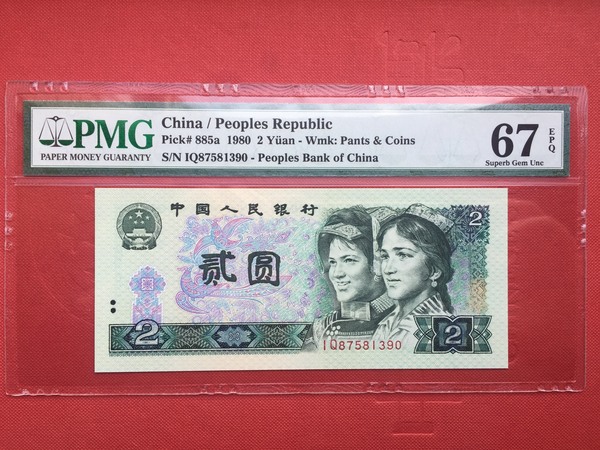 PMG
PAPER MONEY GUARANTY
China / Peoples Republic
Pick# 885a 1980 2 Yüan - Wmk: Pants & Coins
S/N IQ87581390 - Peoples Bank of China
67 EPQ
Superb Gem Unc
中国人民银行
2
贰圆
2
2
IQ87581390